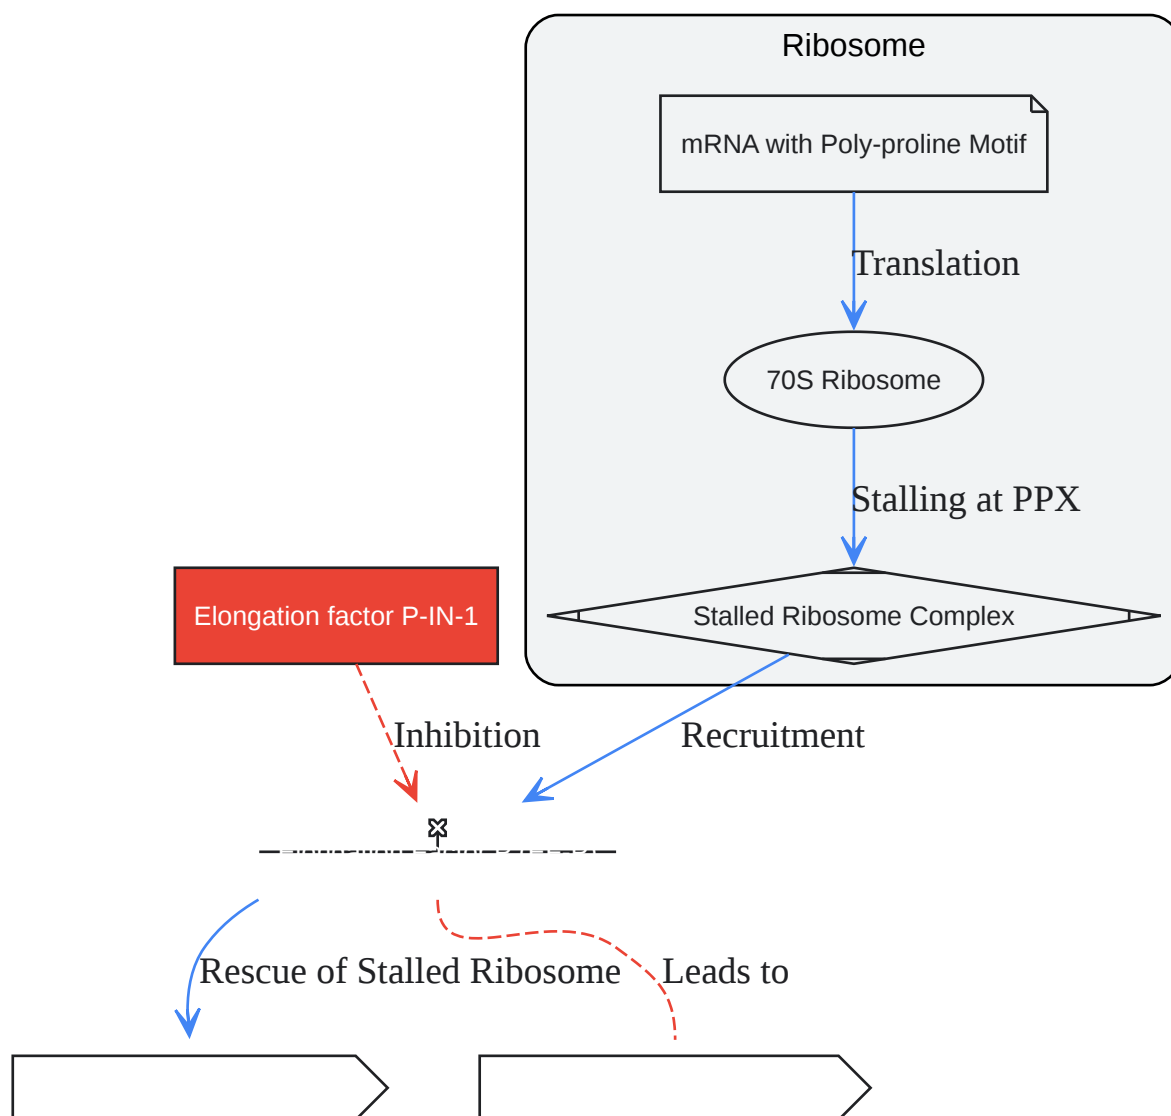 Ribosome
mRNA with Poly-proline Motif
Translation
70S Ribosome
Stalling at PPX
Elongation factor P-IN-1
Stalled Ribosome Complex
Inhibition
Recruitment
Rescue of Stalled Ribosome
Leads to